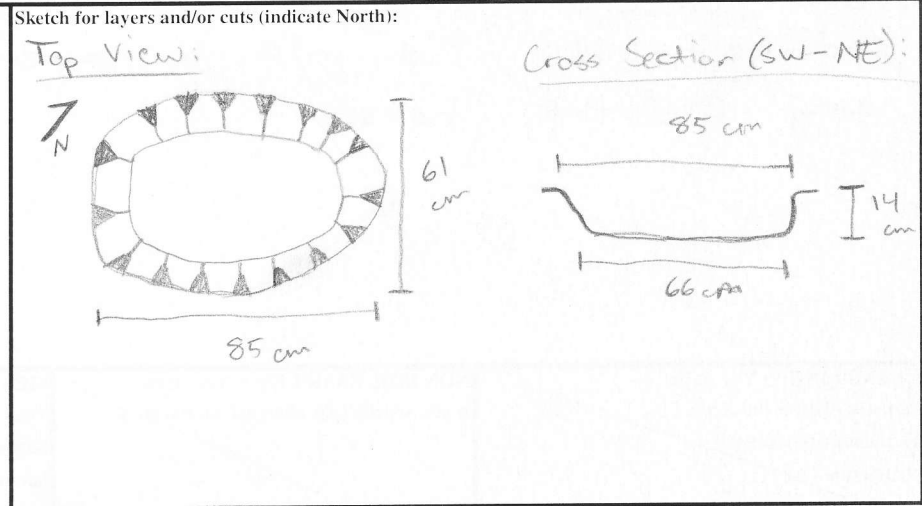 Sketch for layers and/or cuts (indicate North):
Top View:
Cross Section (SW-NE):
N
61
cm
85 cm
85 cm
14
cm
66 cm